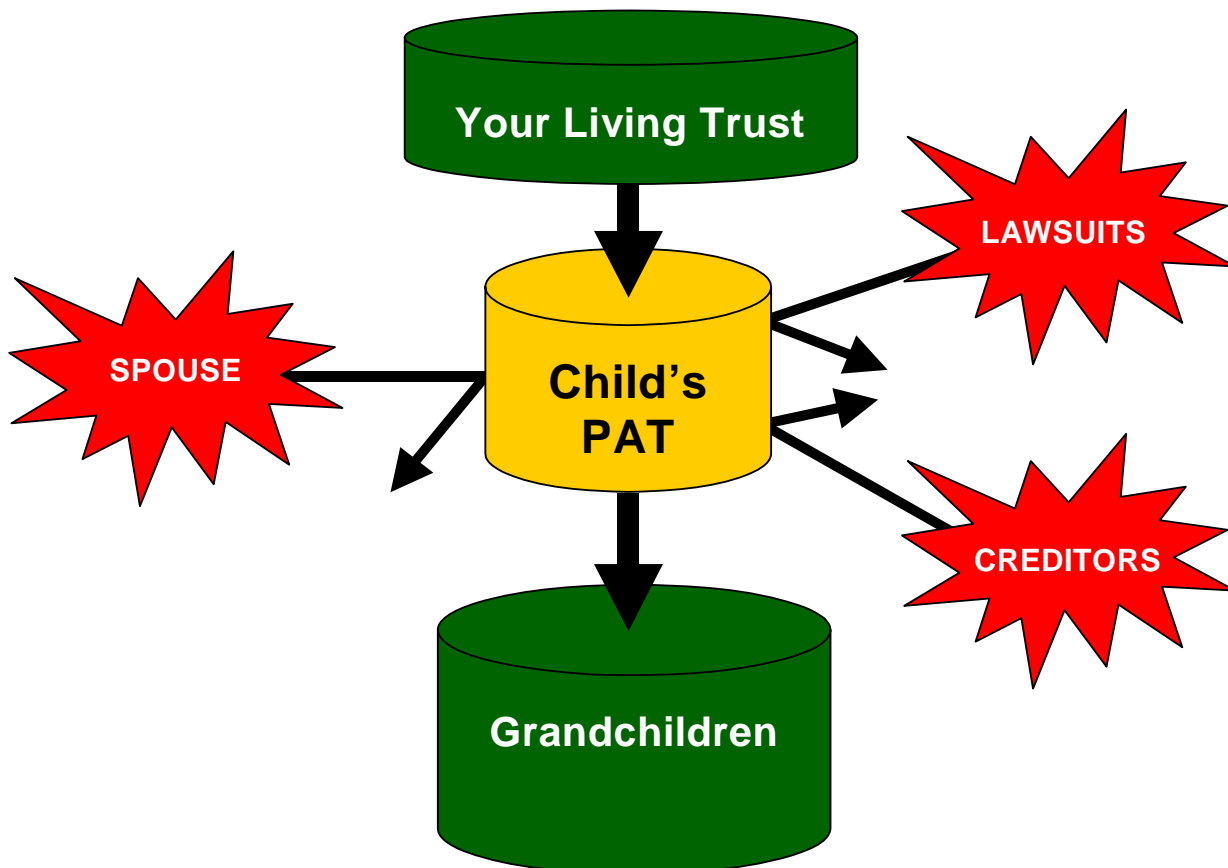 Your Living Trust
LAWSUITS
SPOUSE
Child’s
PAT
CREDITORS
Grandchildren